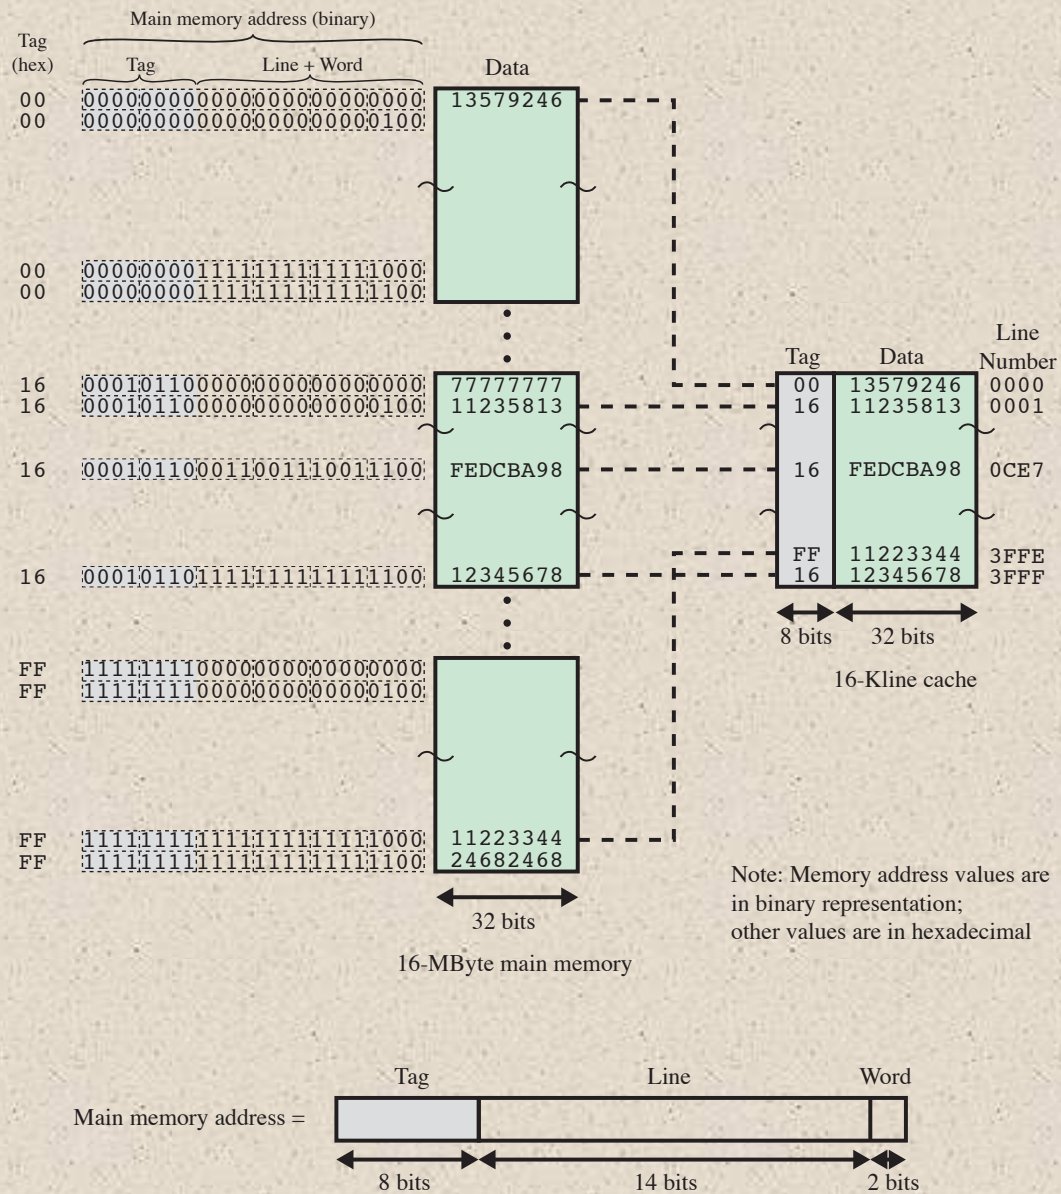 Main memory address (binary)
Tag
(hex)
Tag Line + Word Data
00 000000000000000000000000 13579246
00 000000000000000000000100
00 000000001111111111111000
00 000000001111111111111100
16 000101100000000000000000 77777777
16 000101100000000000000100 11235813
16 000101100011001110011100 FEDCBA98
16 000101101111111111111100 12345678
FF 111111110000000000000000
FF 111111110000000000000100
FF 111111111111111111111000 11223344
FF 111111111111111111111100 24682468
32 bits
16-MByte main memory
Line
Tag Data Number
00 13579246 0000
16 11235813 0001
16 FEDCBA98 0CE7
FF 11223344 3FFE
16 12345678 3FFF
8 bits 32 bits
16-Kline cache
Note: Memory address values are
in binary representation;
other values are in hexadecimal
Tag Line Word
Main memory address =
8 bits 14 bits 2 bits